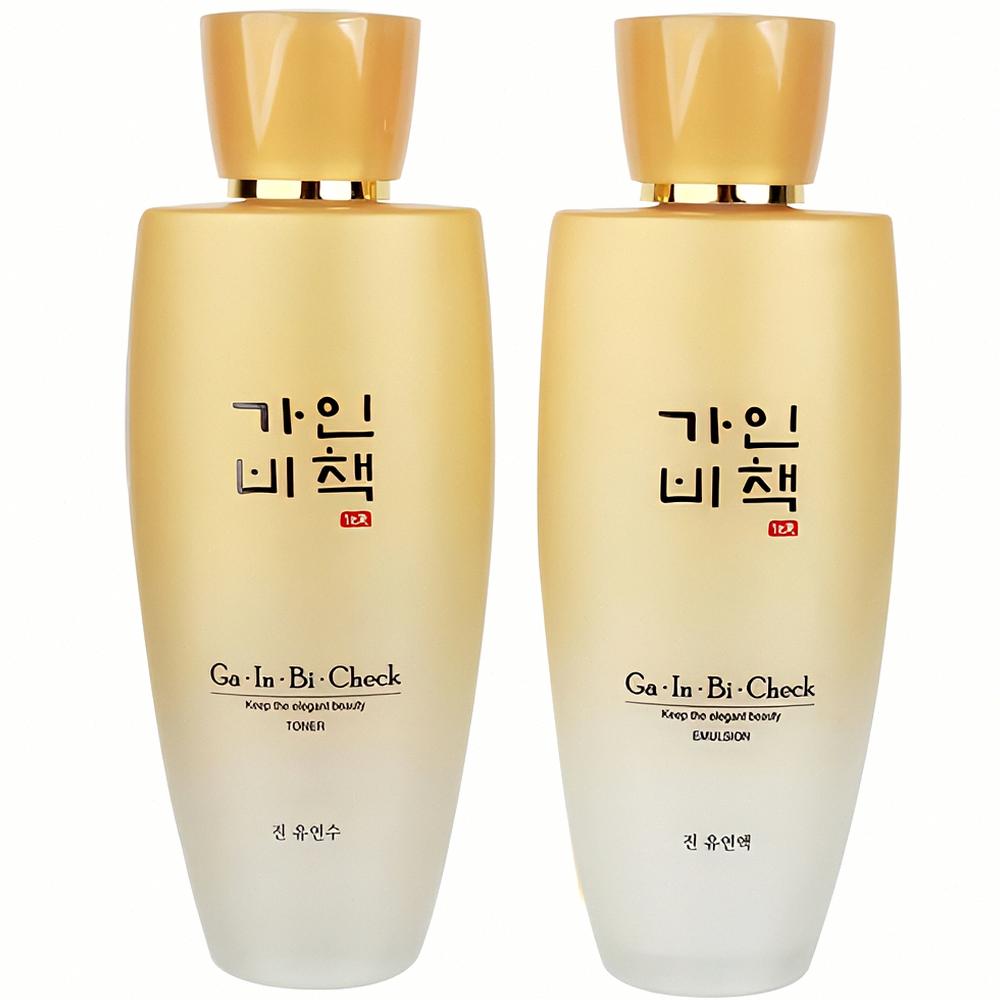 가인
비책
Ga·In·Bi·Check
Keep the elegant beauty
TONER
진 유연수
가인
비책
Ga·In·Bi·Check
Keep the elegant beauty
EMULSION
진 유연액